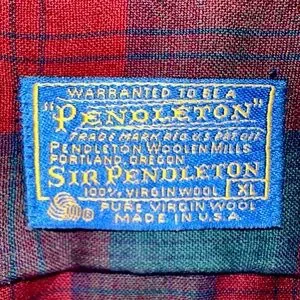 WARRANTED TO BE A
"PENDLETON"
TRADE MARK REG. U.S. PAT. OFF.
PENDLETON WOOLEN MILLS
PORTLAND, OREGON
SIR PENDLETON
100% VIRGIN WOOL XL
® PURE VIRGIN WOOL
MADE IN U.S.A.